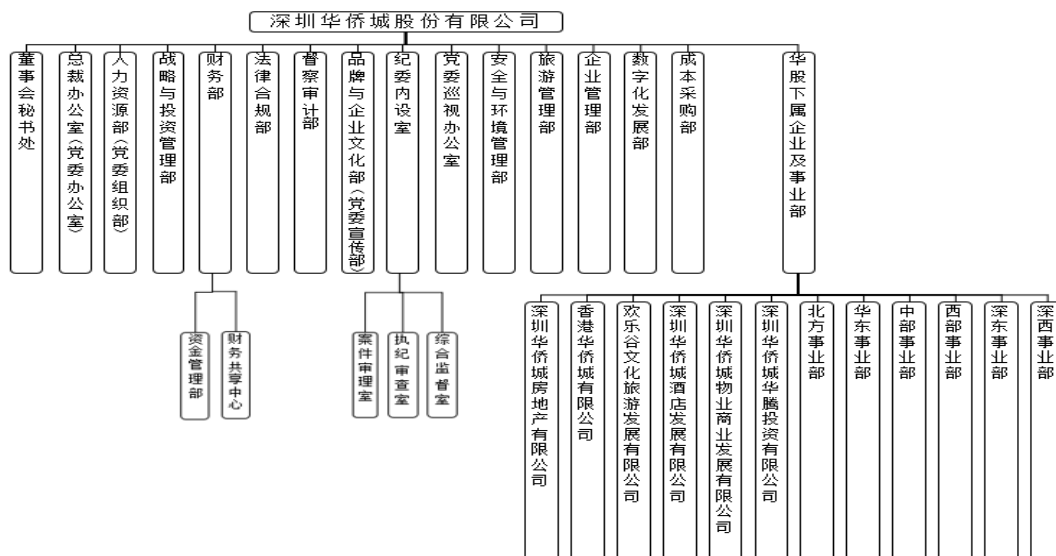 深圳华侨城股份有限公司
董事会秘书处
总裁办公室(党委办公室)
人力资源部(党委组织部)
战略与投资管理部
财务部
法律合规部
督察审计部
品牌与企业文化部(党委宣传部)
纪委内设室
党委巡视办公室
安全与环境管理部
旅游管理部
企业管理部
数字化发展部
成本采购部
华股下属企业及事业部
资金管理部
财务共享中心
案件审理室
执纪审查室
综合监督室
深圳华侨城房地产有限公司
香港华侨城有限公司
欢乐谷文化旅游发展有限公司
深圳华侨城酒店发展有限公司
深圳华侨城物业商业发展有限公司
深圳华侨城华腾投资有限公司
北方事业部
华东事业部
中部事业部
西部事业部
深东事业部
深西事业部